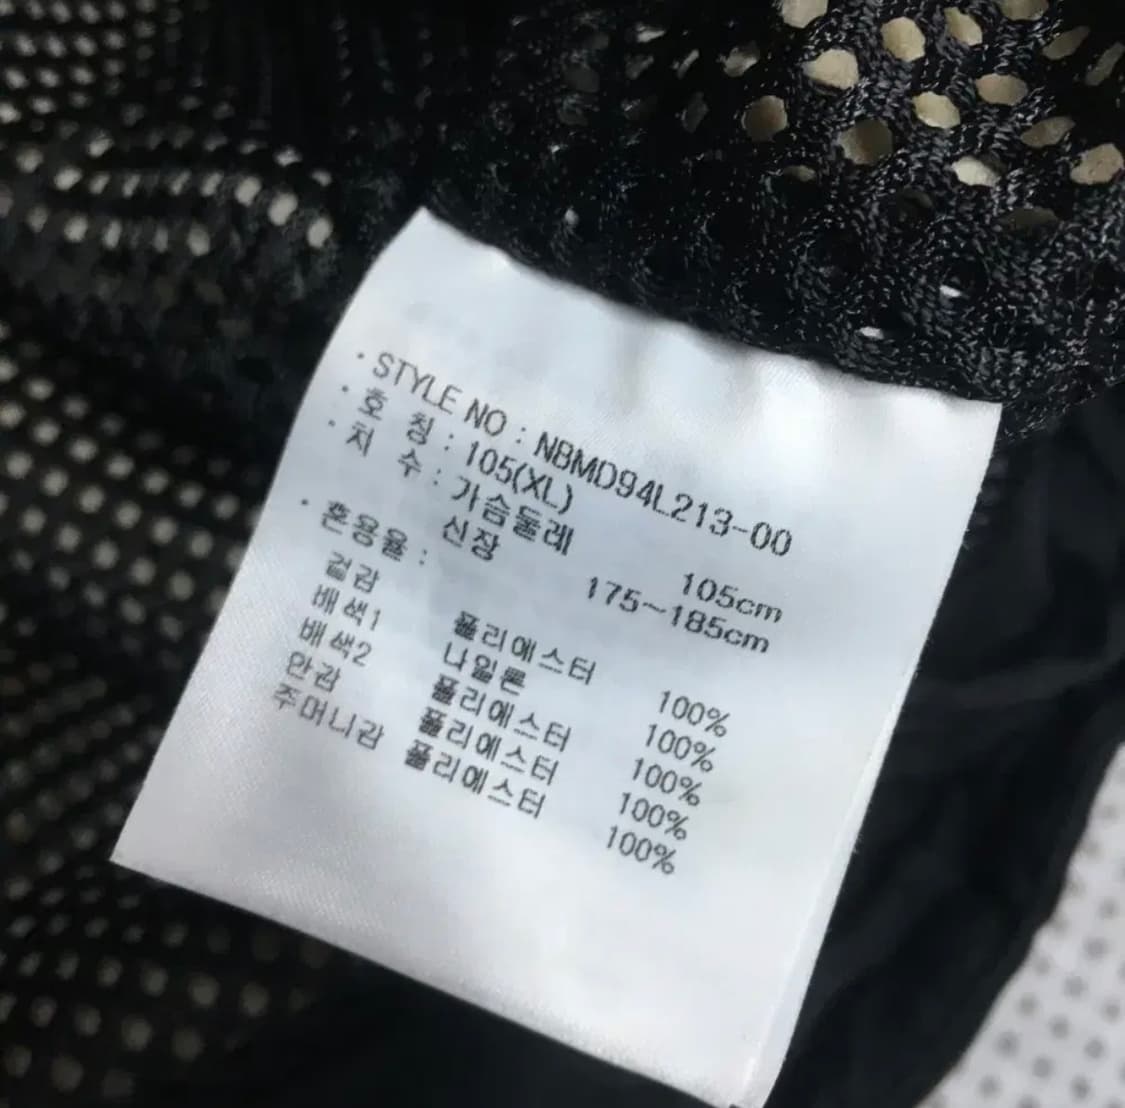 · STYLE NO : NBMD94L213-00
· 호 칭 : 105(XL)
· 치 수 : 가슴둘레 105cm
신장 175~185cm
· 혼용율 :
겉감 폴리에스터 100%
배색1 나일론 100%
배색2 폴리에스터 100%
안감 폴리에스터 100%
주머니감 폴리에스터 100%